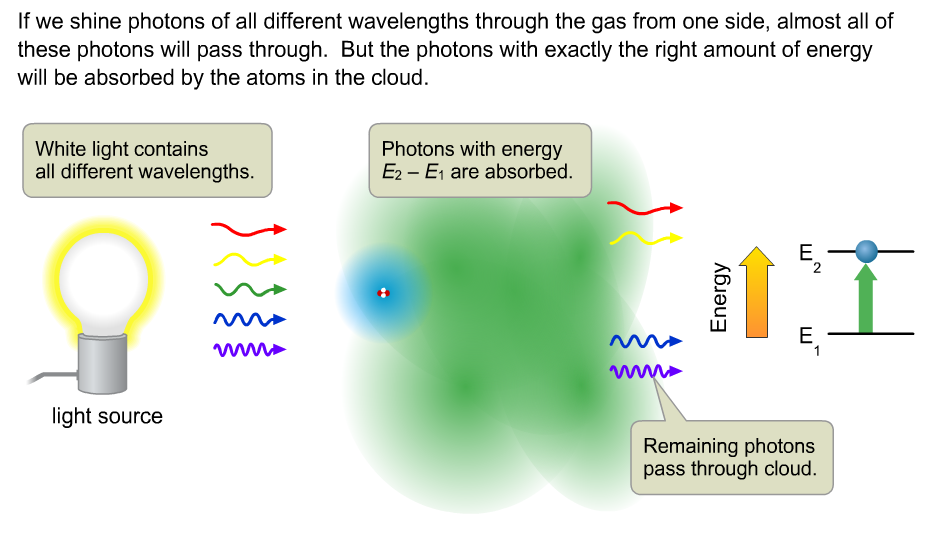 If we shine photons of all different wavelengths through the gas from one side, almost all of
these photons will pass through.  But the photons with exactly the right amount of energy
will be absorbed by the atoms in the cloud.
White light contains
all different wavelengths.
Photons with energy
E₂ – E₁ are absorbed.
Energy
E₂
E₁
light source
Remaining photons
pass through cloud.